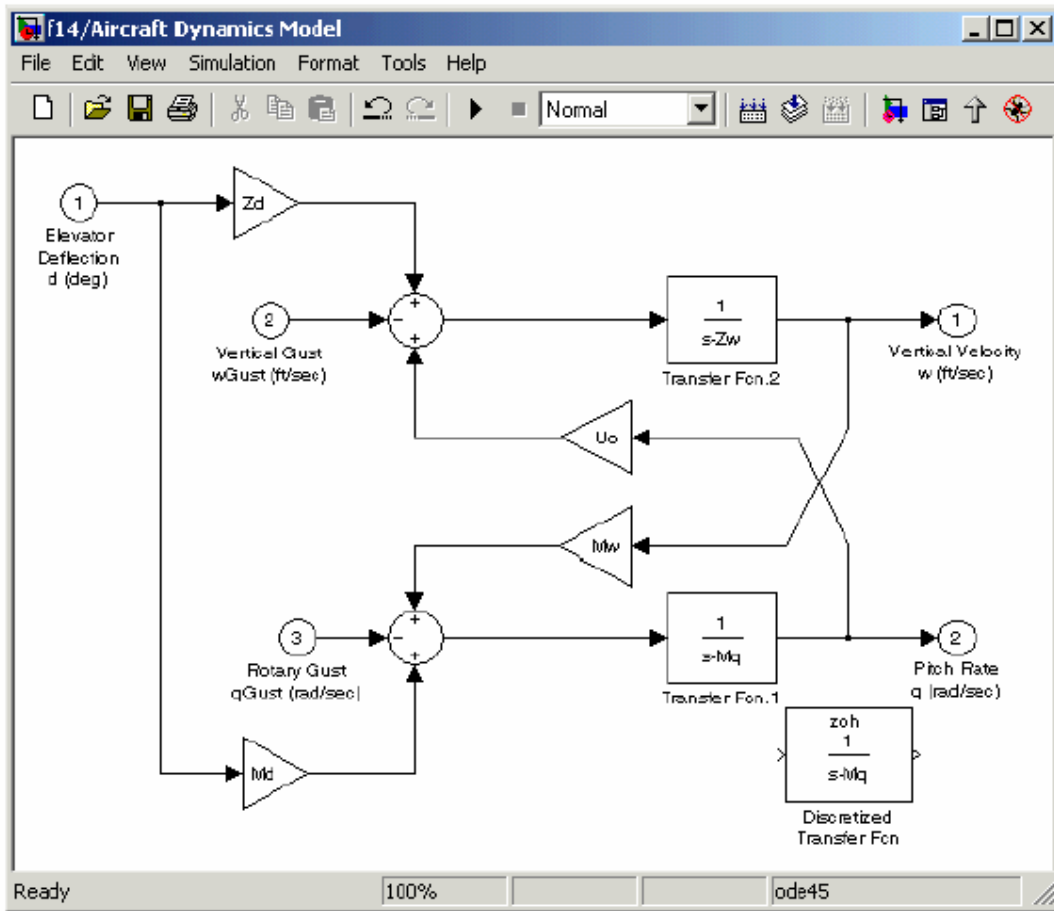 f14/Aircraft Dynamics Model
File Edit View Simulation Format Tools Help
Normal
1
Elevator
Deflection
d (deg)
Zd
+
-
+
2
Vertical Gust
wGust (ft/sec)
1
s-Zw
Transfer Fcn.2
1
Vertical Velocity
w (ft/sec)
Uo
Mw
+
-
+
3
Rotary Gust
qGust (rad/sec)
1
s-Mq
Transfer Fcn.1
2
Pitch Rate
q (rad/sec)
Md
zoh
1
s-Mq
Discretized
Transfer Fcn
Ready 100% ode45